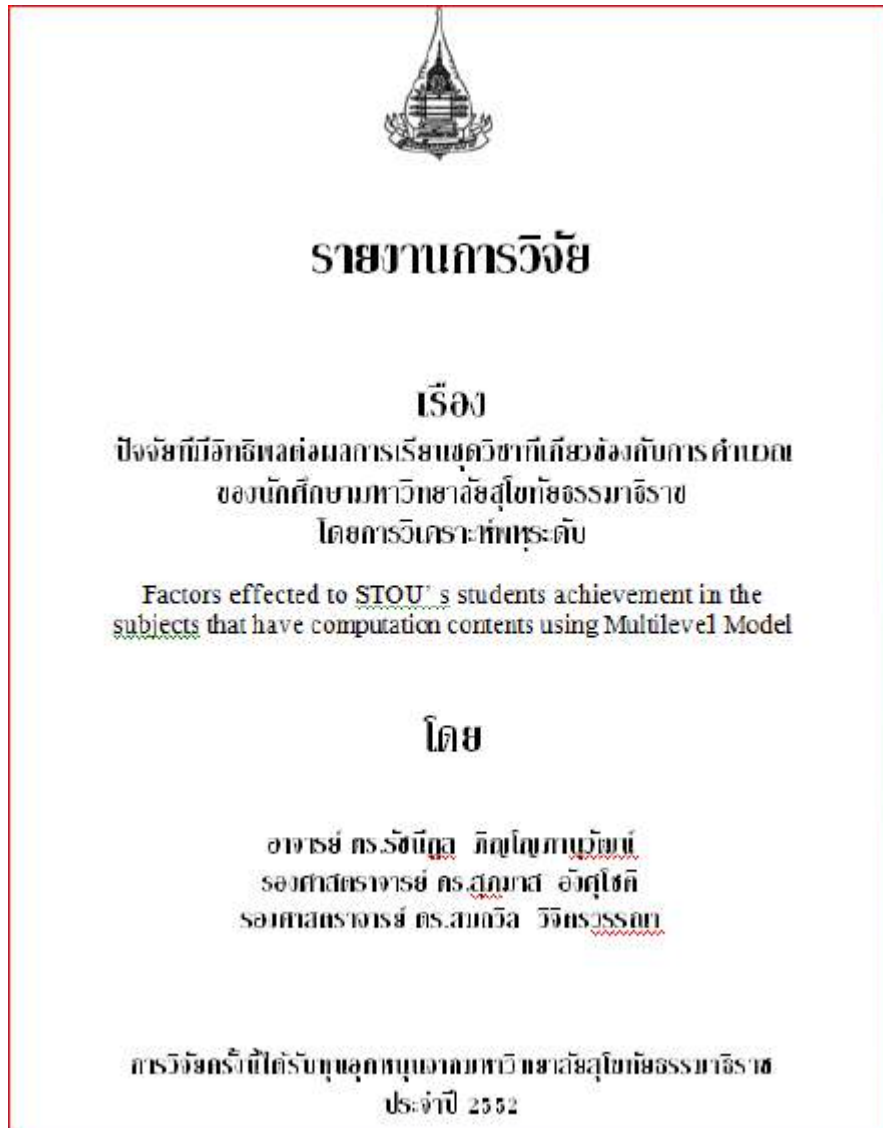 รายงานการวิจัย
เรื่อง
ปัจจัยที่มีอิทธิพลต่อผลการเรียนชุดวิชาที่เกี่ยวข้องกับการคำนวณ
ของนักศึกษามหาวิทยาลัยสุโขทัยธรรมาธิราช
โดยการวิเคราะห์พหุระดับ
Factors effected to STOU' s students achievement in the
subjects that have computation contents using Multilevel Model
โดย
อาจารย์ ดร.รัชนีกูล ภิญโญภานุวัฒน์
รองศาสตราจารย์ ดร.สุภมาส อังศุโชติ
รองศาสตราจารย์ ดร.สมถวิล วิจิตรวรรณา
การวิจัยครั้งนี้ได้รับทุนอุดหนุนจากมหาวิทยาลัยสุโขทัยธรรมาธิราช
ประจำปี 2552